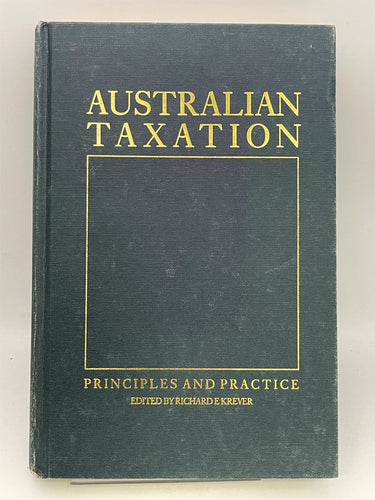 AUSTRALIAN
TAXATION
PRINCIPLES AND PRACTICE
EDITED BY RICHARD E KREVER